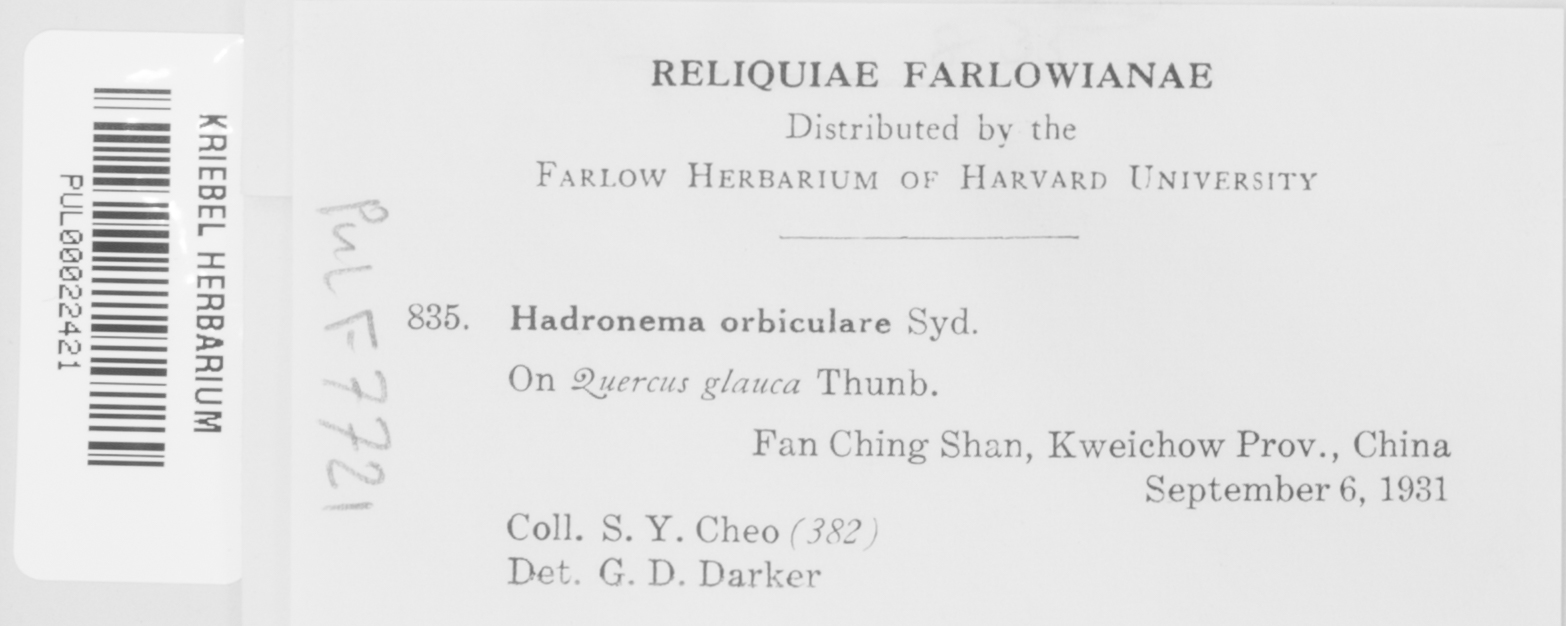 KRIEBEL HERBARIUM
PUL00022421
PUL F 7721
RELIQUIAE FARLOWIANAE
Distributed by the
FARLOW HERBARIUM OF HARVARD UNIVERSITY
835. Hadronema orbiculare Syd.
On Quercus glauca Thunb.
Fan Ching Shan, Kweichow Prov., China
September 6, 1931
Coll. S. Y. Cheo (382)
Det. G. D. Darker